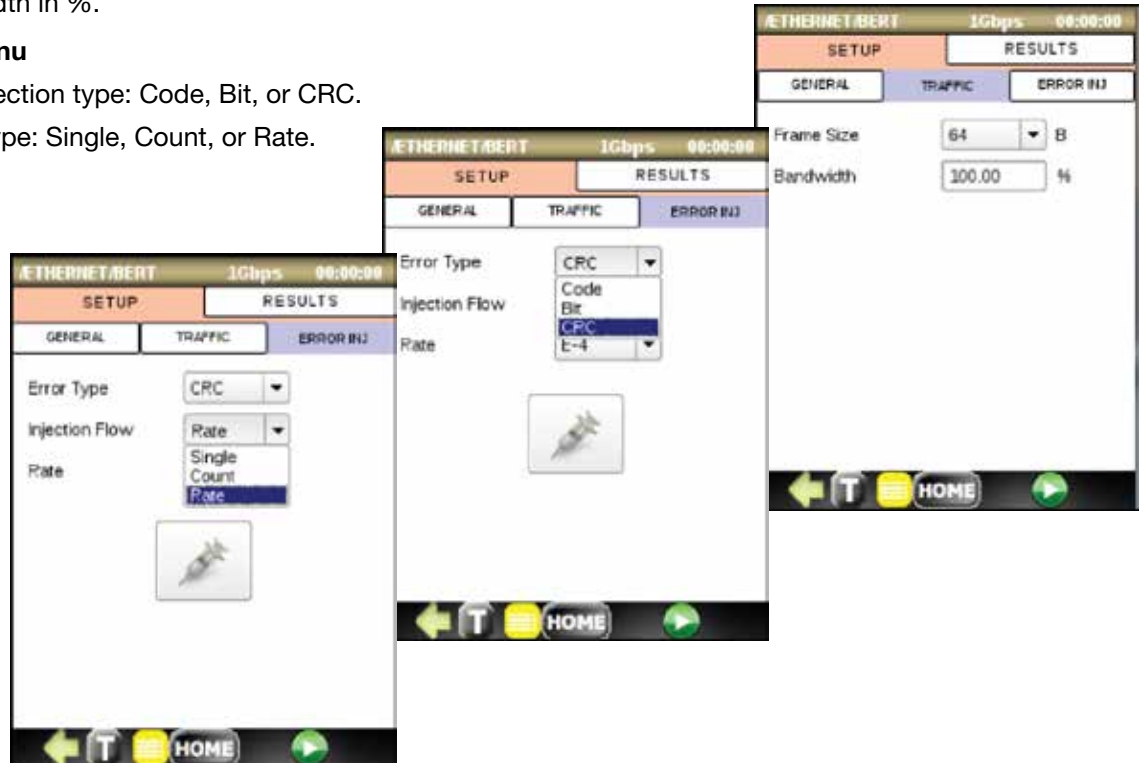 dth in %.
nu
ection type: Code, Bit, or CRC.
ype: Single, Count, or Rate.
ÆTHERNET/BERT 1Gbps 00:00:00
SETUP RESULTS
GENERAL TRAFFIC ERROR INJ
Frame Size 64 B
Bandwidth 100.00 %
HOME
ÆTHERNET/BERT 1Gbps 00:00:00
SETUP RESULTS
GENERAL TRAFFIC ERROR INJ
Error Type CRC
Code
Injection Flow
Bit
CRC
Rate E-4
T HOME
ÆTHERNET/BERT 1Gbps 00:00:00
SETUP RESULTS
GENERAL TRAFFIC ERROR INJ
Error Type CRC
Injection Flow Rate
Single
Rate
Count
Rate
T HOME
T